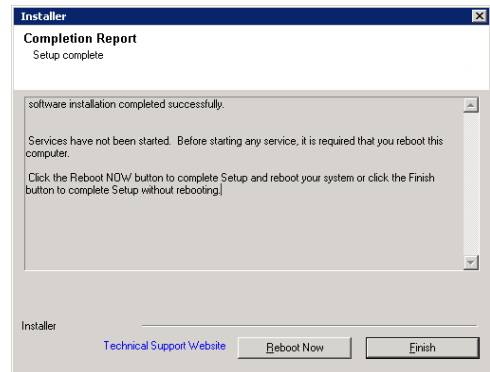 Installer
Completion Report
Setup complete
software installation completed successfully.
Services have not been started.  Before starting any service, it is required that you reboot this
computer.
Click the Reboot NOW button to complete Setup and reboot your system or click the Finish
button to complete Setup without rebooting.
Installer
Technical Support Website
Reboot Now
Finish